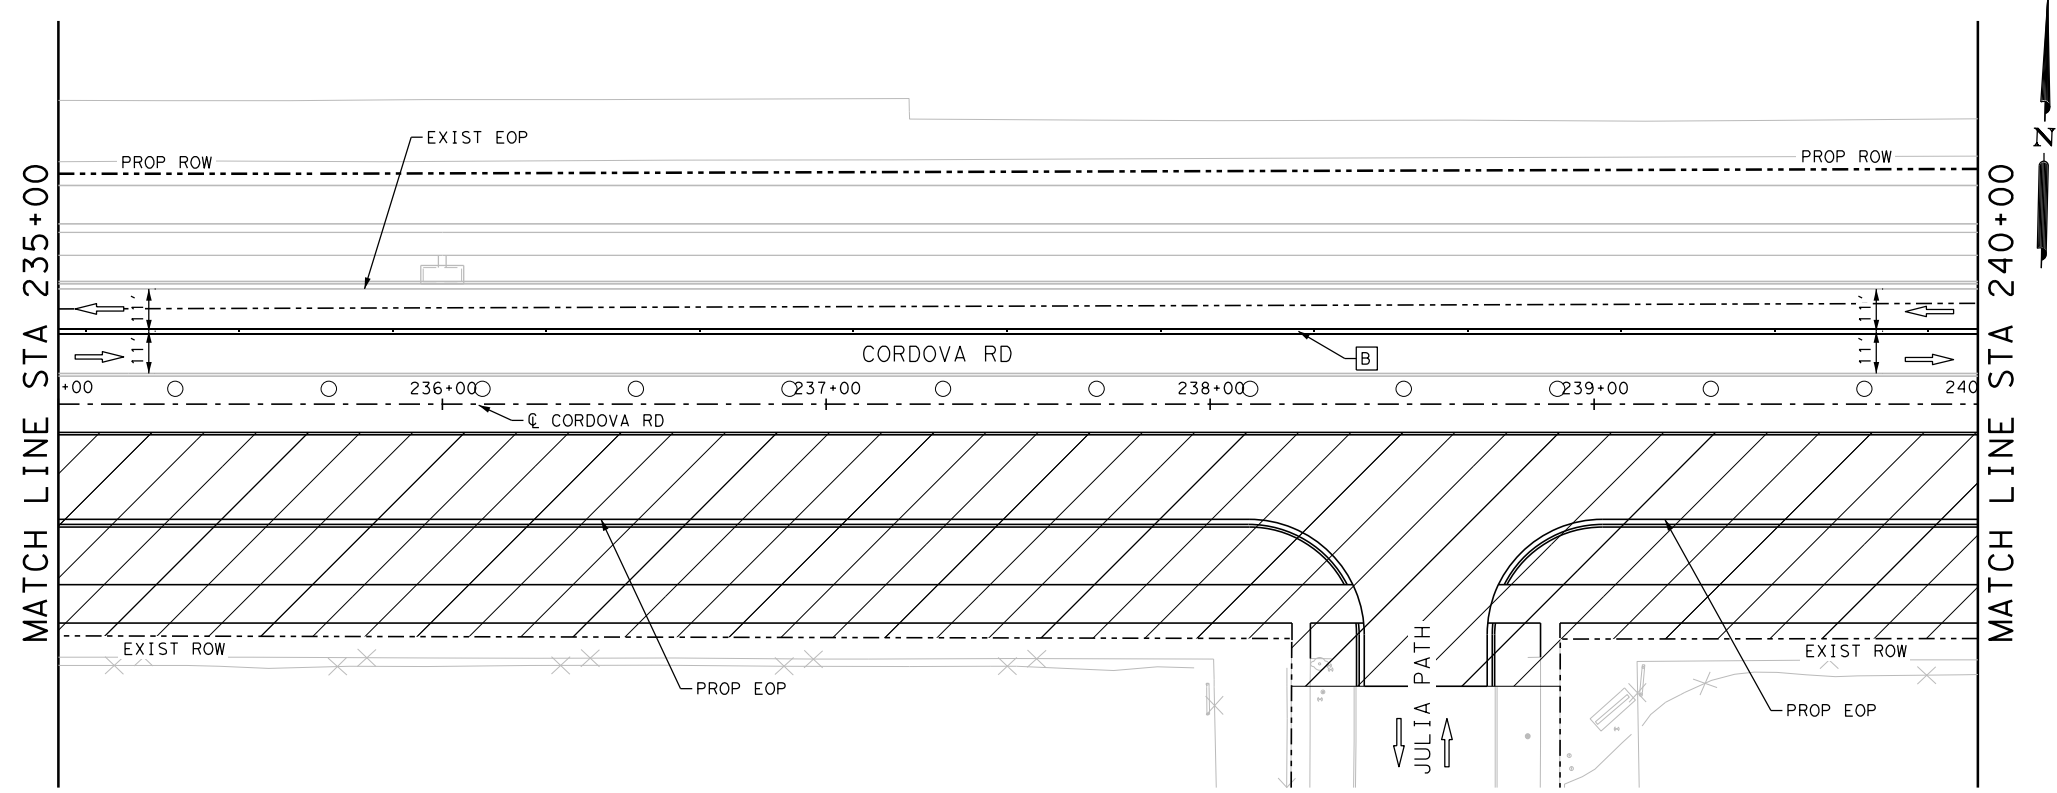 N
EXIST EOP
PROP ROW
PROP ROW
MATCH LINE STA 235+00
MATCH LINE STA 240+00
11'
11'
11'
11'
B
CORDOVA RD
+00
236+00
237+00
238+00
239+00
240
℄ CORDOVA RD
EXIST ROW
EXIST ROW
PROP EOP
PROP EOP
JULIA PATH